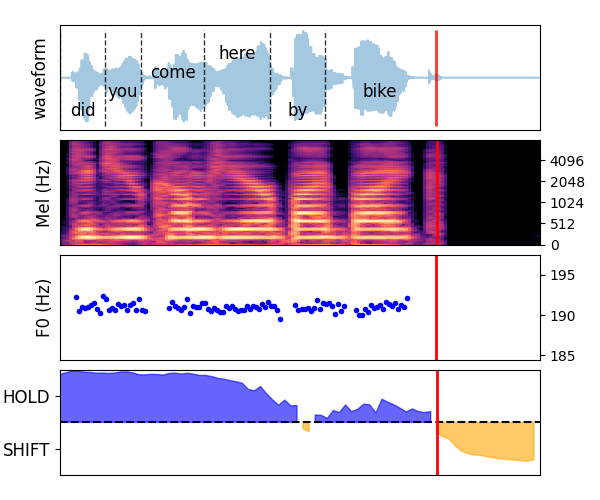 waveform
did
you
come
here
by
bike
Mel (Hz)
4096
2048
1024
512
0
F0 (Hz)
195
190
185
HOLD
SHIFT